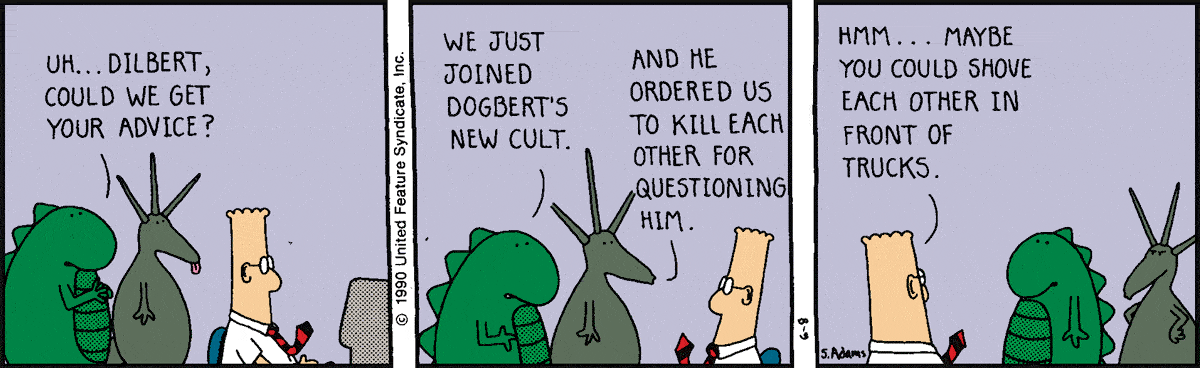 UH... DILBERT,
COULD WE GET
YOUR ADVICE?
© 1990 United Feature Syndicate, Inc.
WE JUST
JOINED
DOGBERT'S
NEW CULT.
AND HE
ORDERED US
TO KILL EACH
OTHER FOR
QUESTIONING
HIM.
6-8
HMM... MAYBE
YOU COULD SHOVE
EACH OTHER IN
FRONT OF
TRUCKS.
S.Adams